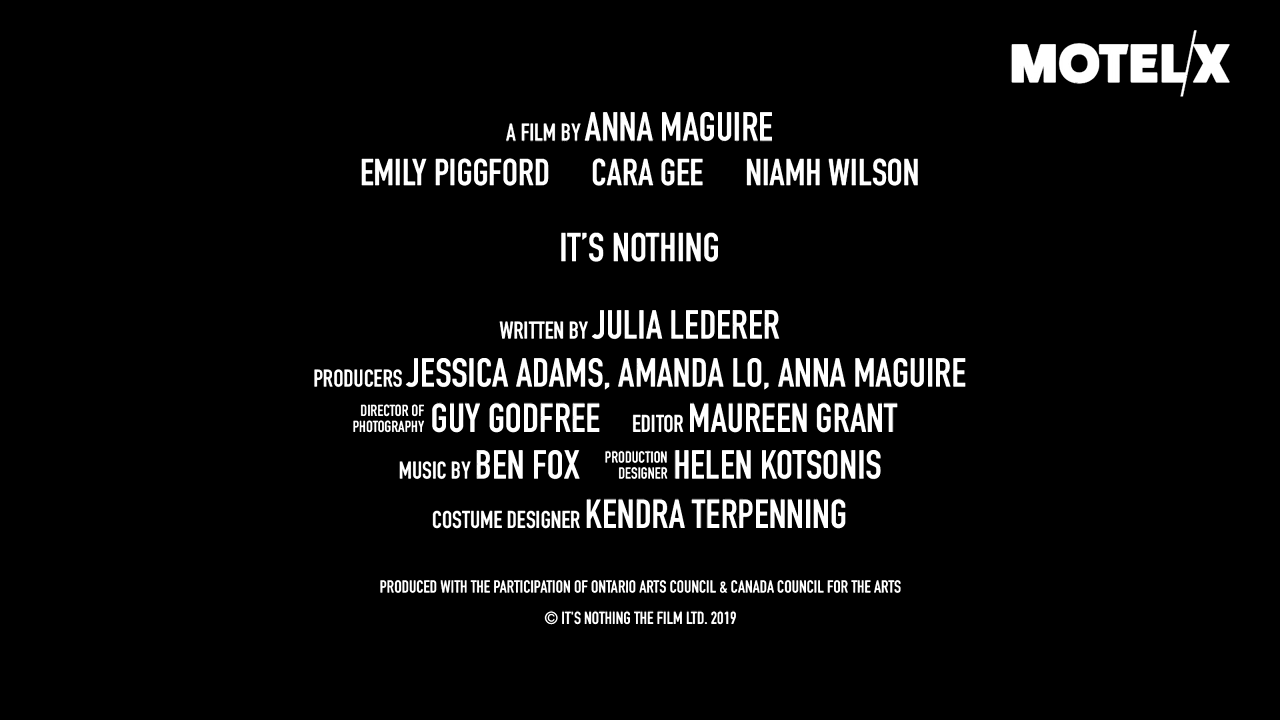 MOTEL/X
A FILM BY ANNA MAGUIRE
EMILY PIGGFORD CARA GEE NIAMH WILSON
IT'S NOTHING
WRITTEN BY JULIA LEDERER
PRODUCERS JESSICA ADAMS, AMANDA LO, ANNA MAGUIRE
DIRECTOR OF PHOTOGRAPHY GUY GODFREE EDITOR MAUREEN GRANT
MUSIC BY BEN FOX PRODUCTION DESIGNER HELEN KOTSONIS
COSTUME DESIGNER KENDRA TERPENNING
PRODUCED WITH THE PARTICIPATION OF ONTARIO ARTS COUNCIL & CANADA COUNCIL FOR THE ARTS
© IT'S NOTHING THE FILM LTD. 2019